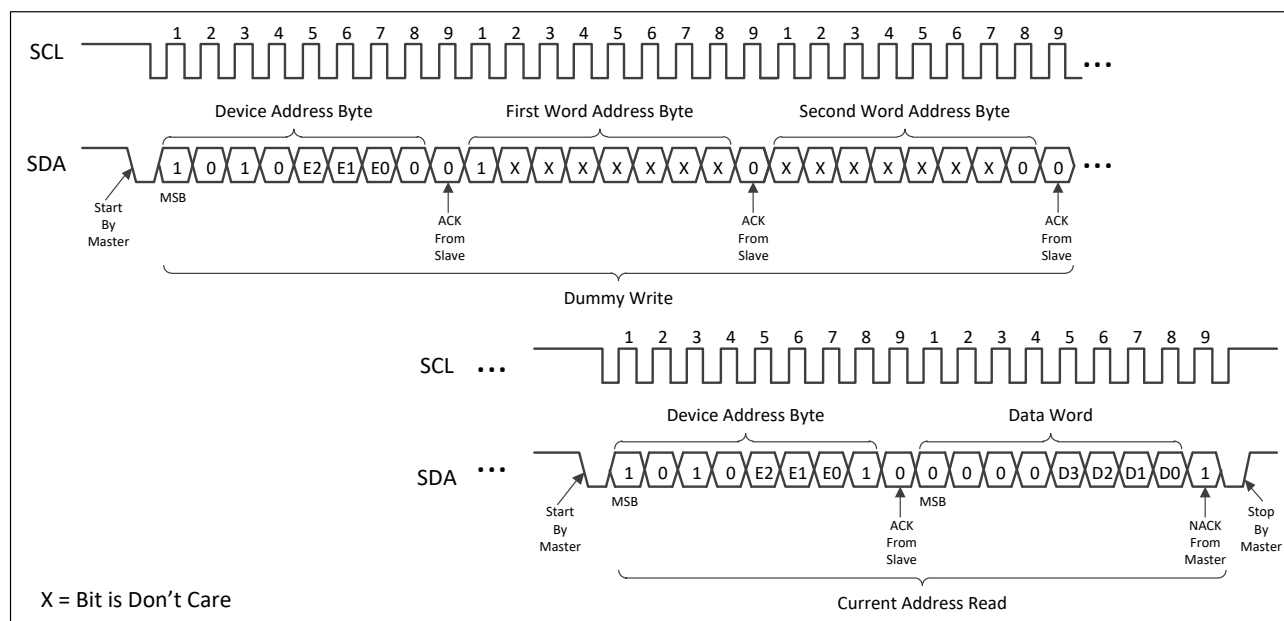 1 2 3 4 5 6 7 8 9 1 2 3 4 5 6 7 8 9 1 2 3 4 5 6 7 8 9
SCL ...
Device Address Byte First Word Address Byte Second Word Address Byte
SDA 1 0 1 0 E2 E1 E0 0 0 1 X X X X X X X 0 X X X X X X X 0 0 ...
MSB
Start By Master
ACK From Slave
ACK From Slave
ACK From Slave
Dummy Write
1 2 3 4 5 6 7 8 9 1 2 3 4 5 6 7 8 9
SCL ...
Device Address Byte Data Word
SDA ... 1 0 1 0 E2 E1 E0 1 0 0 0 0 0 D3 D2 D1 D0 1
MSB MSB
Start By Master
ACK From Slave
NACK From Master
Stop By Master
X = Bit is Don't Care
Current Address Read